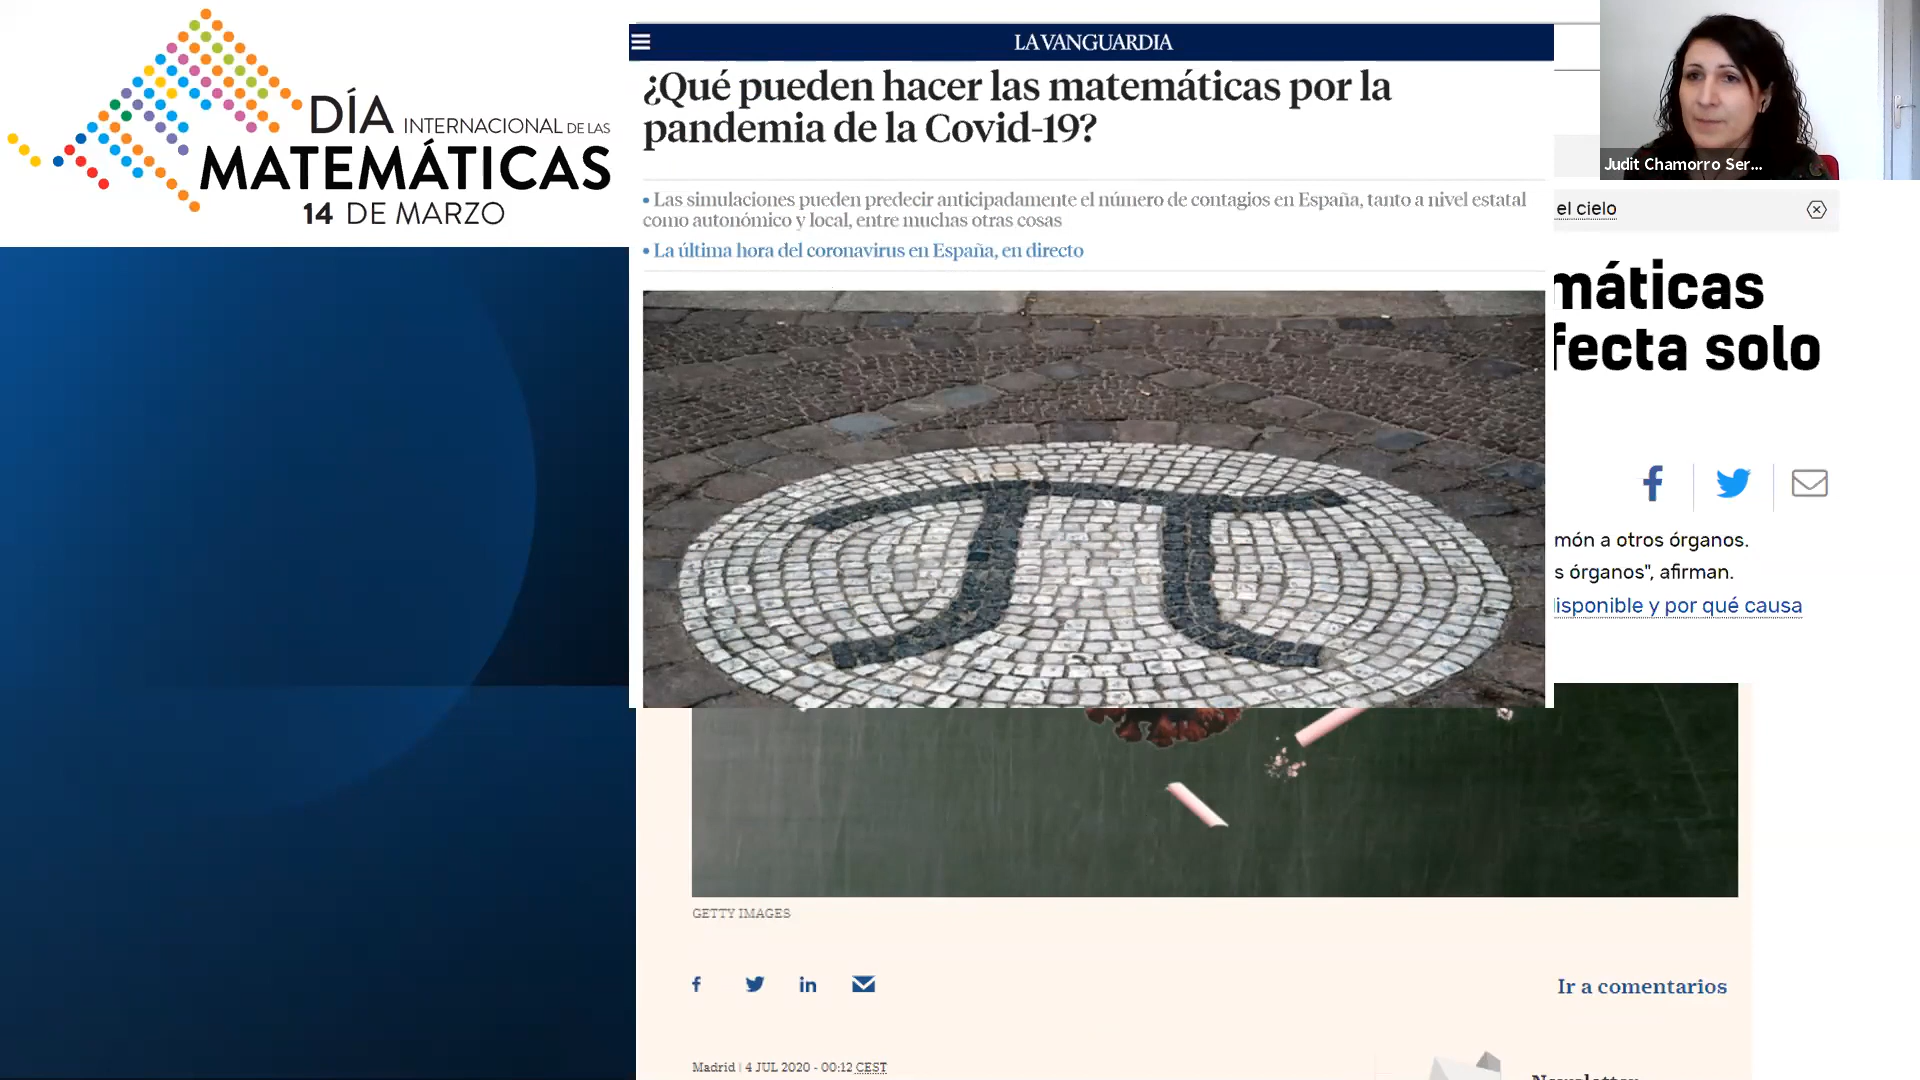 DÍA INTERNACIONAL DE LAS
MATEMÁTICAS
14 DE MARZO
LA VANGUARDIA
¿Qué pueden hacer las matemáticas por la
pandemia de la Covid-19?
• Las simulaciones pueden predecir anticipadamente el número de contagios en España, tanto a nivel estatal
como autonómico y local, entre muchas otras cosas
• La última hora del coronavirus en España, en directo
Judit Chamorro Ser...
el cielo
máticas
fecta solo
món a otros órganos.
s órganos", afirman.
isponible y por qué causa
GETTY IMAGES
Ir a comentarios
Madrid | 4 JUL 2020 - 00:12 CEST